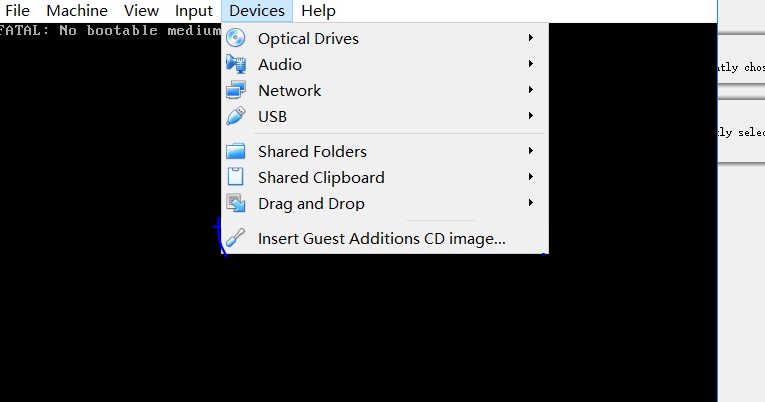 File Machine View Input Devices Help
FATAL: No bootable medium
Optical Drives
Audio
Network
USB
Shared Folders
Shared Clipboard
Drag and Drop
Insert Guest Additions CD image...